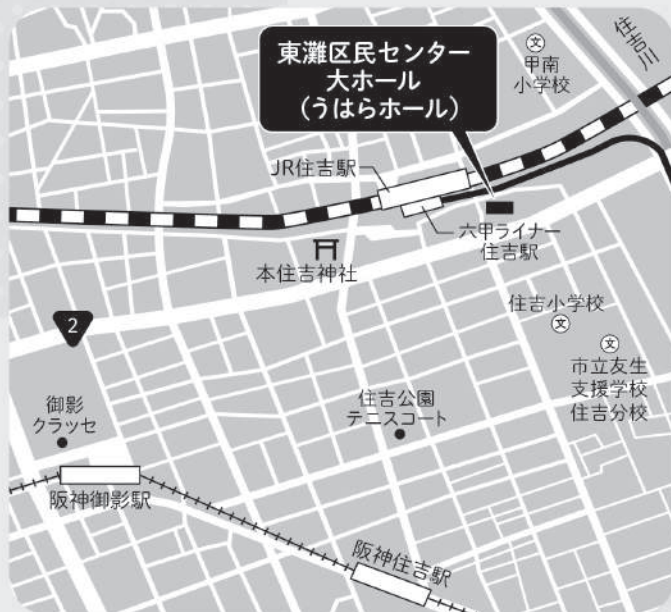 東灘区民センター
大ホール
（うはらホール）
文
甲南
小学校
住吉川
JR住吉駅
六甲ライナー
住吉駅
本住吉神社
2
住吉小学校
文
文
市立友生
支援学校
住吉分校
御影
クラッセ
住吉公園
テニスコート
阪神御影駅
阪神住吉駅